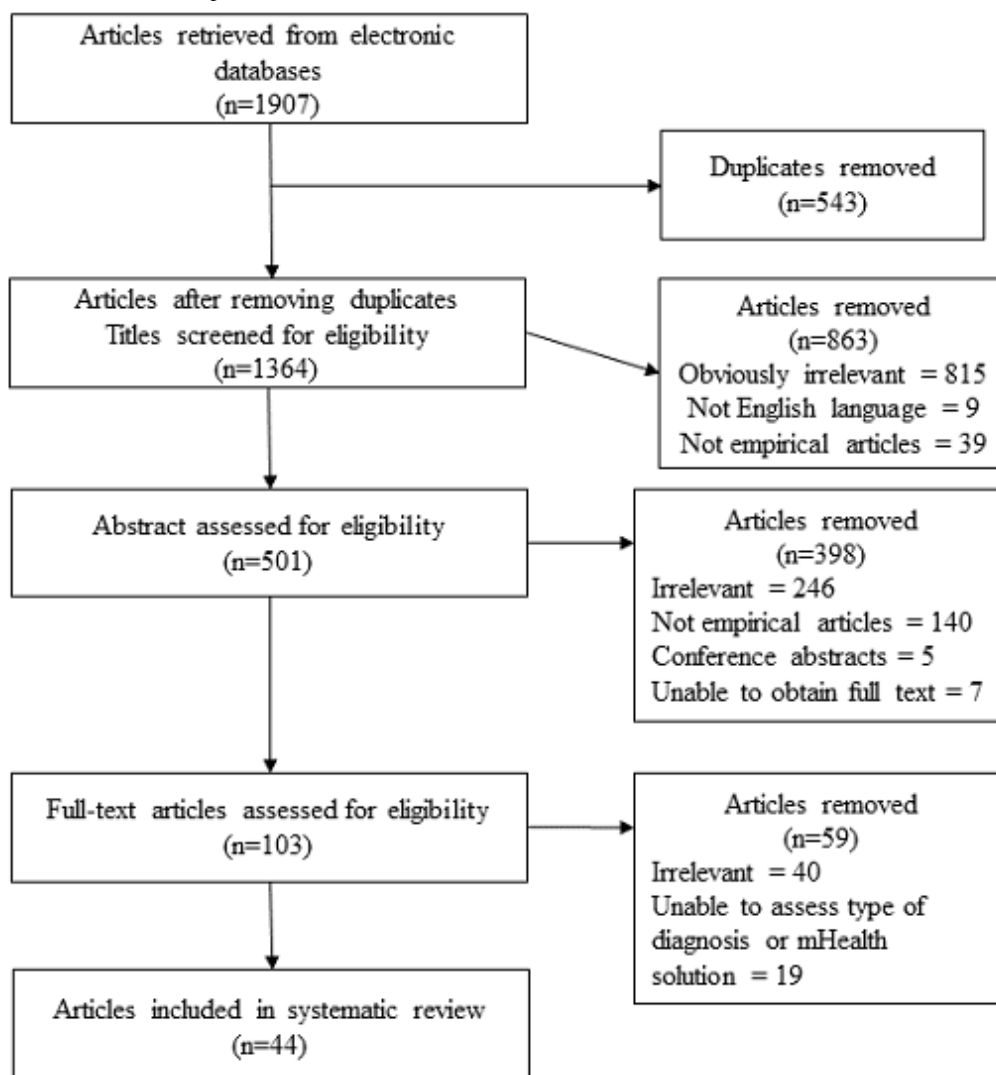 Articles retrieved from electronic
databases
(n=1907)
Duplicates removed
(n=543)
Articles after removing duplicates
Titles screened for eligibility
(n=1364)
Articles removed
(n=863)
Obviously irrelevant = 815
Not English language = 9
Not empirical articles = 39
Abstract assessed for eligibility
(n=501)
Articles removed
(n=398)
Irrelevant = 246
Not empirical articles = 140
Conference abstracts = 5
Unable to obtain full text = 7
Full-text articles assessed for eligibility
(n=103)
Articles removed
(n=59)
Irrelevant = 40
Unable to assess type of
diagnosis or mHealth
solution = 19
Articles included in systematic review
(n=44)